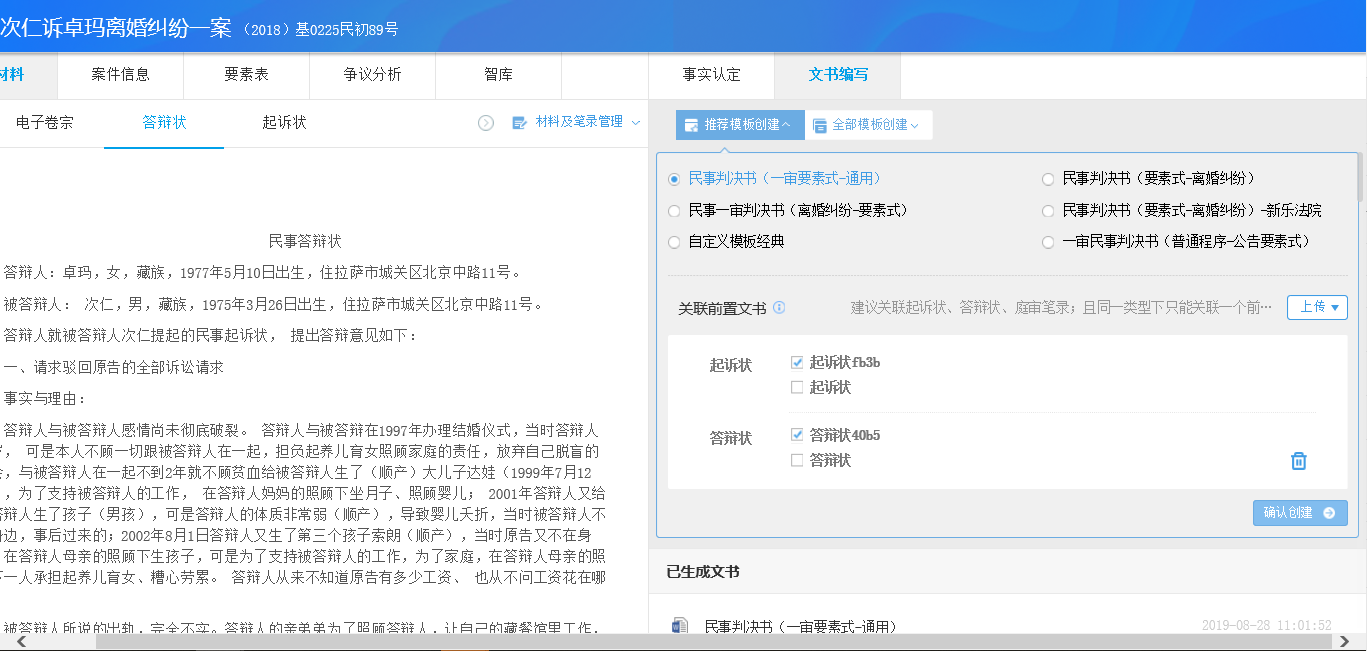 次仁诉卓玛离婚纠纷一案 （2018）基0225民初89号
材料 案件信息 要素表 争议分析 智库 事实认定 文书编写
电子卷宗 答辩状 起诉状 材料及笔录管理
推荐模板创建 全部模板创建
民事判决书（一审要素式-通用） 民事判决书（要素式-离婚纠纷）
民事一审判决书（离婚纠纷-要素式） 民事判决书（要素式-离婚纠纷）-新乐法院
自定义模板经典 一审民事判决书（普通程序-公告要素式）
关联前置文书 建议关联起诉状、答辩状、庭审笔录；且同一类型下只能关联一个前… 上传
起诉状 起诉状fb3b
起诉状
答辩状 答辩状40b5
答辩状
确认创建
已生成文书
民事判决书（一审要素式-通用） 2019-08-28 11:01:52
民事答辩状
答辩人：卓玛，女，藏族，1977年5月10日出生，住拉萨市城关区北京中路11号。
被答辩人： 次仁，男，藏族，1975年3月26日出生，住拉萨市城关区北京中路11号。
答辩人就被答辩人次仁提起的民事起诉状， 提出答辩意见如下：
一、请求驳回原告的全部诉讼请求
事实与理由：
答辩人与被答辩人感情尚未彻底破裂。 答辩人与被答辩在1997年办理结婚仪式，当时答辩人
， 可是本人不顾一切跟被答辩人在一起，担负起养儿育女照顾家庭的责任，放弃自己脱盲的
，与被答辩人在一起不到2年就不顾贫血给被答辩人生了（顺产）大儿子达娃（1999年7月12
，为了支持被答辩人的工作， 在答辩人妈妈的照顾下坐月子、照顾婴儿； 2001年答辩人又给
答辩人生了孩子（男孩），可是答辩人的体质非常弱（顺产），导致婴儿夭折，当时被答辩人不
身边，事后过来的；2002年8月1日答辩人又生了第三个孩子索朗（顺产），当时原告又不在身
在答辩人母亲的照顾下生孩子，可是为了支持被答辩人的工作，为了家庭，在答辩人母亲的照
下一人承担起养儿育女、糟心劳累。 答辩人从来不知道原告有多少工资、 也从不问工资花在哪
被答辩人所说的出轨，完全不实。答辩人的亲弟弟为了照顾答辩人，让自己的藏餐馆里工作，